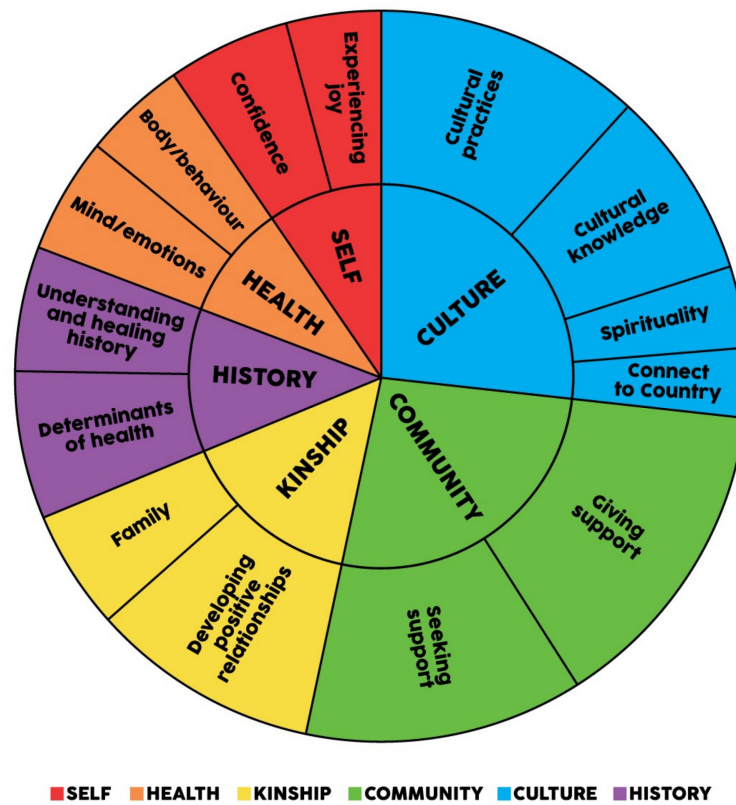 Experiencing
joy
Confidence
SELF
Cultural
practices
Cultural
knowledge
Spirituality
Connect
to Country
CULTURE
Giving
support
Seeking
support
COMMUNITY
Developing
positive
relationships
Family
KINSHIP
Determinants
of health
Understanding
and healing
history
HISTORY
Mind/emotions
Body/behaviour
HEALTH
SELF HEALTH KINSHIP COMMUNITY CULTURE HISTORY